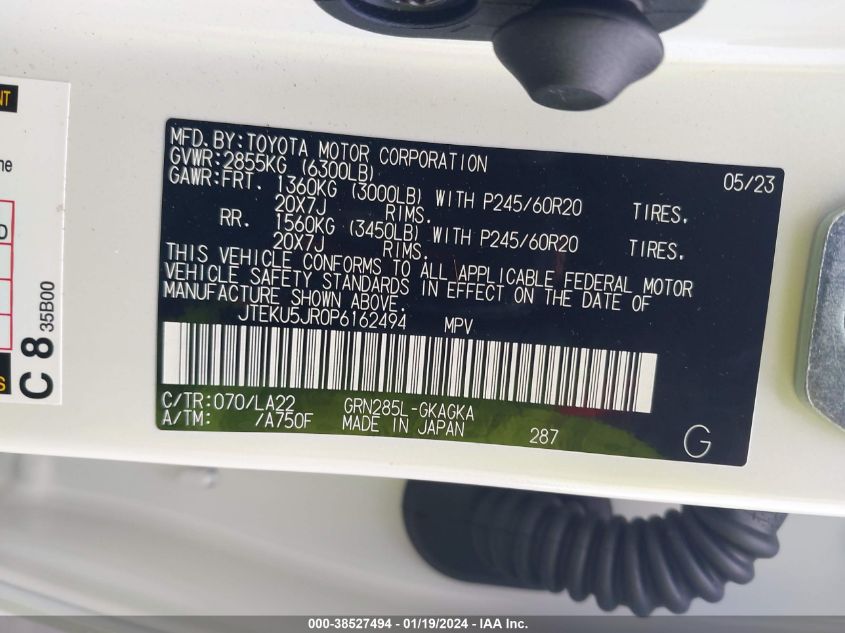 NT
ne
D
S
C 8 35B00
MFD.BY:TOYOTA MOTOR CORPORATION 05/23
GVWR:2855KG (6300LB)
GAWR:FRT. 1360KG (3000LB) WITH P245/60R20 TIRES.
20X7J RIMS.
RR. 1560KG (3450LB) WITH P245/60R20 TIRES.
20X7J RIMS.
THIS VEHICLE CONFORMS TO ALL APPLICABLE FEDERAL MOTOR
VEHICLE SAFETY STANDARDS IN EFFECT ON THE DATE OF
MANUFACTURE SHOWN ABOVE.
JTEKU5JR0P6162494 MPV
C/TR:070/LA22 GRN285L-GKAGKA
A/TM: /A750F MADE IN JAPAN 287 G
000-38527494 - 01/19/2024 - IAA Inc.